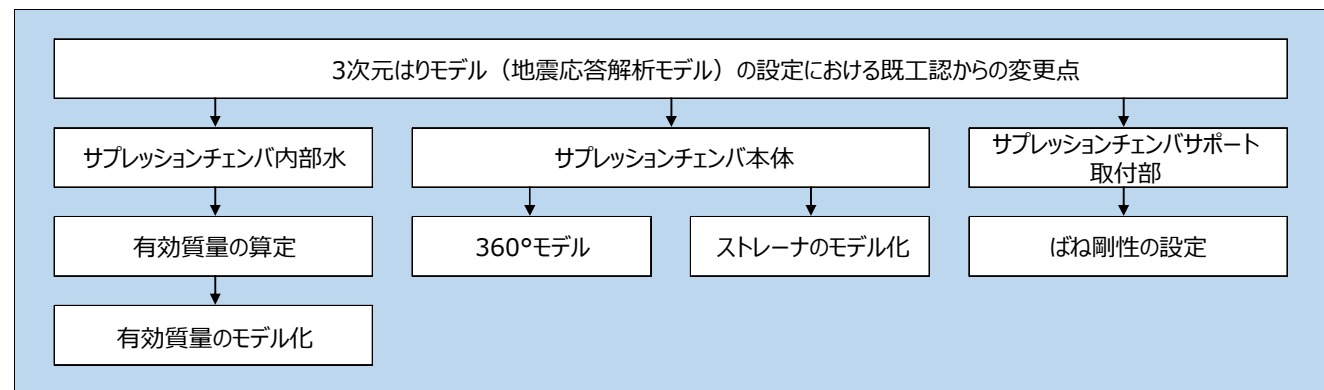 3次元はりモデル（地震応答解析モデル）の設定における既工認からの変更点
サプレッションチェンバ内部水
サプレッションチェンバ本体
サプレッションチェンバサポート
取付部
有効質量の算定
360°モデル
ストレーナのモデル化
ばね剛性の設定
有効質量のモデル化